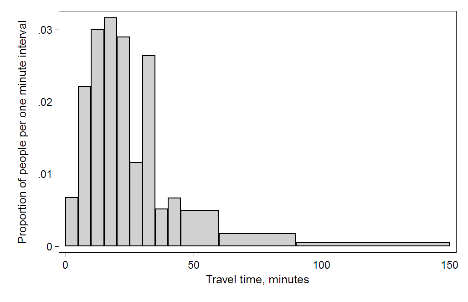 Proportion of people per one minute interval
.03
.02
.01
0
0 50 100 150
Travel time, minutes